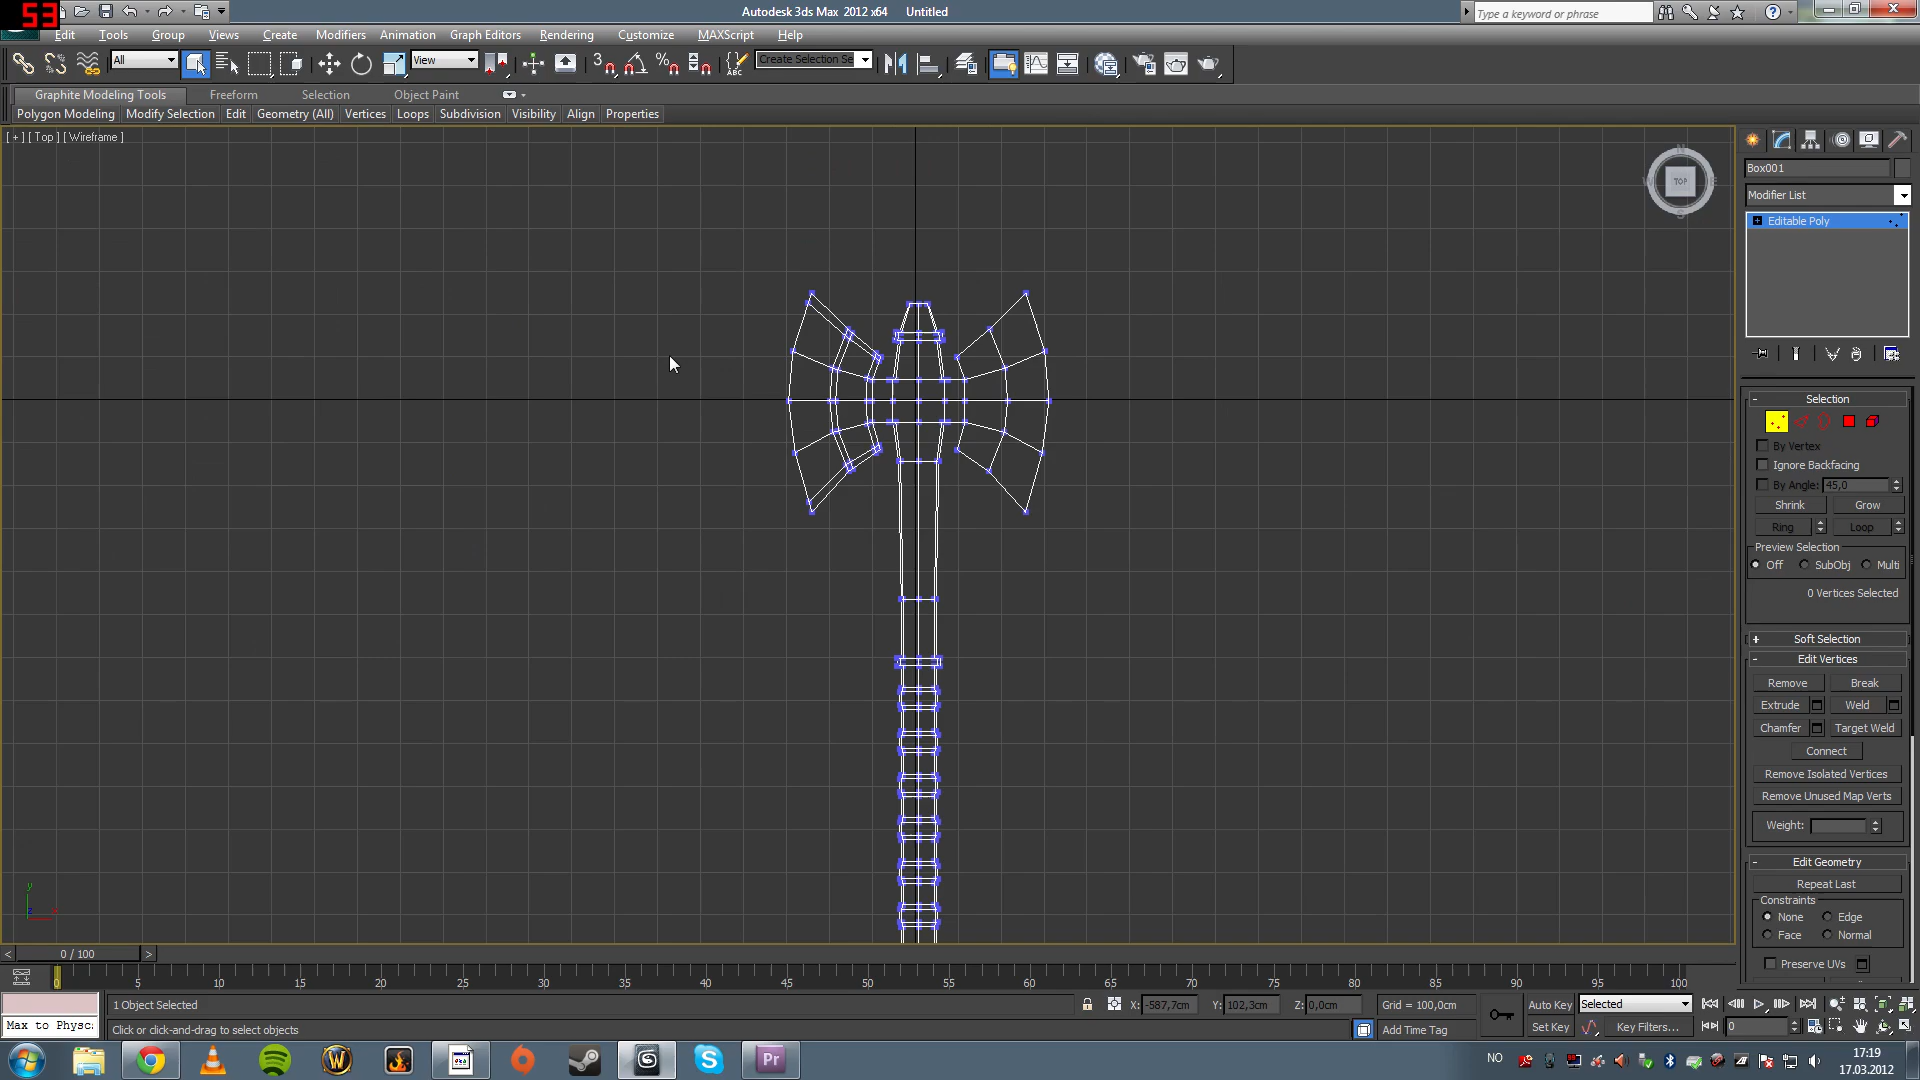 53
Autodesk 3ds Max 2012 x64 Untitled
Type a keyword or phrase
Edit Tools Group Views Create Modifiers Animation Graph Editors Rendering Customize MAXScript Help
All View 3 Create Selection Se
Graphite Modeling Tools Freeform Selection Object Paint
Polygon Modeling Modify Selection Edit Geometry (All) Vertices Loops Subdivision Visibility Align Properties
[ + ] [ Top ] [ Wireframe ]
N
TOP
S
Box001
Modifier List
Editable Poly
- Selection
By Vertex
Ignore Backfacing
By Angle: 45,0
Shrink Grow
Ring Loop
Preview Selection
Off SubObj Multi
0 Vertices Selected
+ Soft Selection
- Edit Vertices
Remove Break
Extrude Weld
Chamfer Target Weld
Connect
Remove Isolated Vertices
Remove Unused Map Verts
Weight:
- Edit Geometry
Repeat Last
Constraints
None Edge
Face Normal
Preserve UVs
y
z x
< 0 / 100 >
0 5 10 15 20 25 30 35 40 45 50 55 60 65 70 75 80 85 90 95 100
1 Object Selected X: -587,7cm Y: 102,3cm Z: 0,0cm Grid = 100,0cm Auto Key Selected
Max to Physc: Click or click-and-drag to select objects Add Time Tag Set Key Key Filters... 0
Pr NO 17:19
17.03.2012